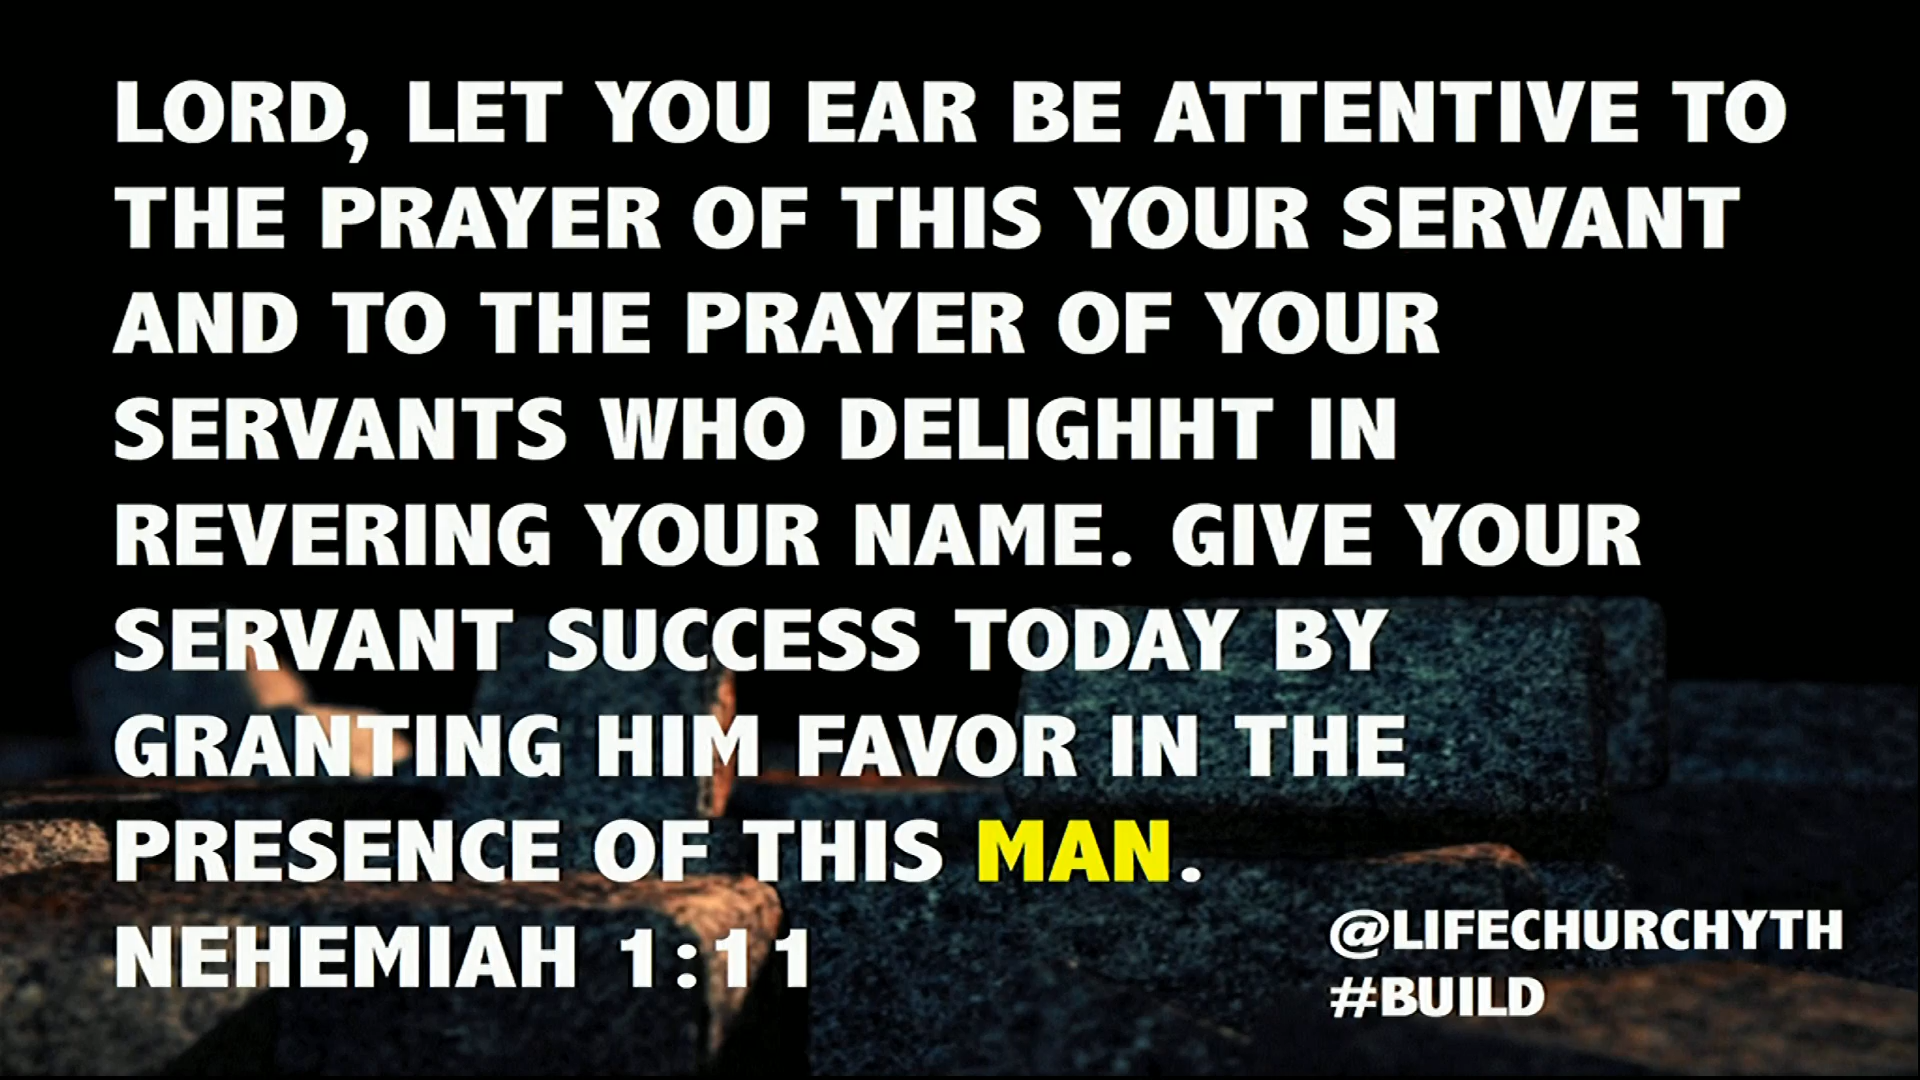 LORD, LET YOU EAR BE ATTENTIVE TO
THE PRAYER OF THIS YOUR SERVANT
AND TO THE PRAYER OF YOUR
SERVANTS WHO DELIGHHT IN
REVERING YOUR NAME. GIVE YOUR
SERVANT SUCCESS TODAY BY
GRANTING HIM FAVOR IN THE
PRESENCE OF THIS MAN.
NEHEMIAH 1:11
@LIFECHURCHYTH
#BUILD